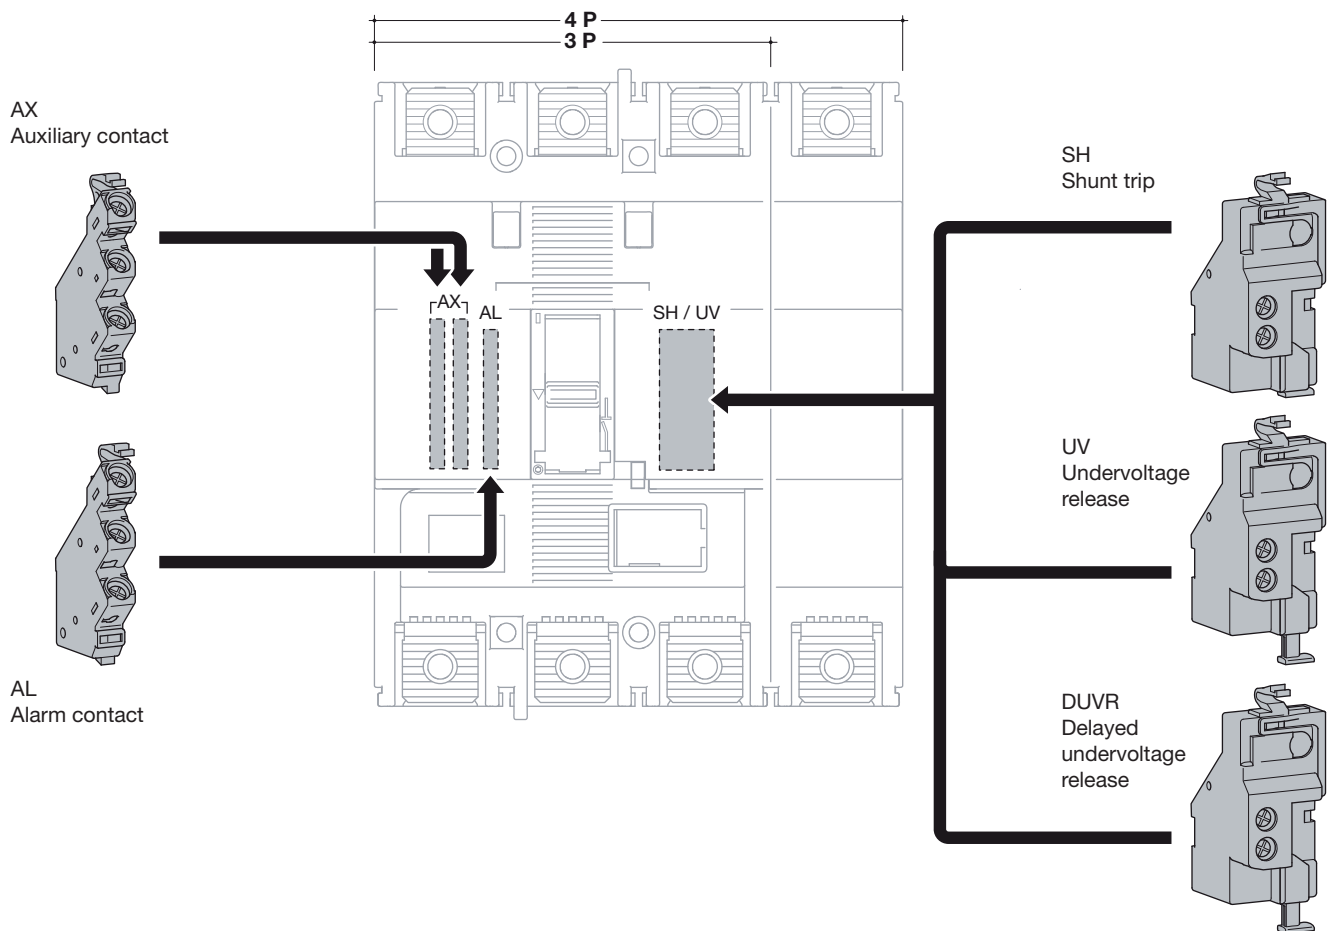 4 P
3 P
AX
Auxiliary contact
SH
Shunt trip
AX
AL
SH / UV
UV
Undervoltage
release
AL
Alarm contact
DUVR
Delayed
undervoltage
release